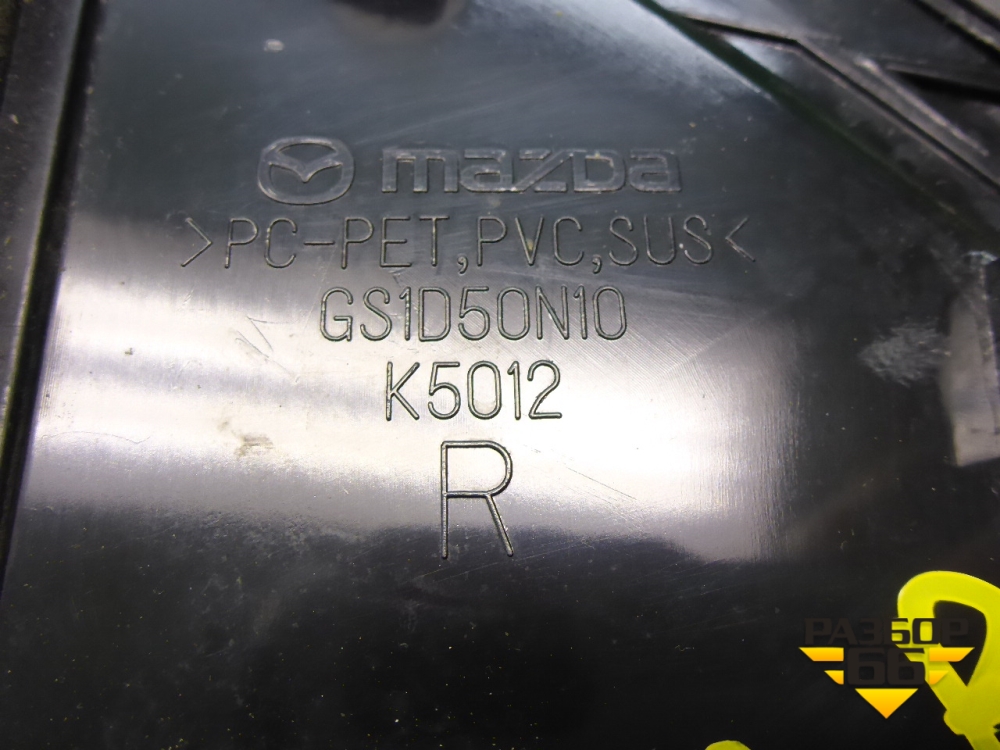 mazda
>PC-PET,PVC,SUS<
GS1D50N10
K5012
R
РАЗБОР
66